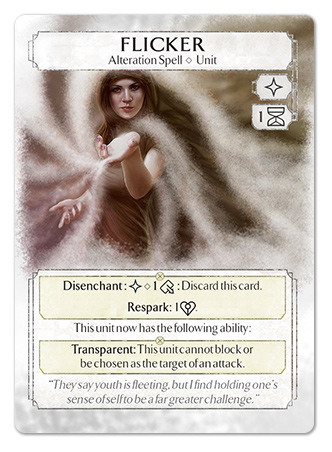 FLICKER
Alteration Spell ⋄ Unit
1
Disenchant: ⋄ 1 : Discard this card.
Respark: 1 .
This unit now has the following ability:
Transparent: This unit cannot block or
be chosen as the target of an attack.
“They say youth is fleeting, but I find holding one’s
sense of self to be a far greater challenge.”